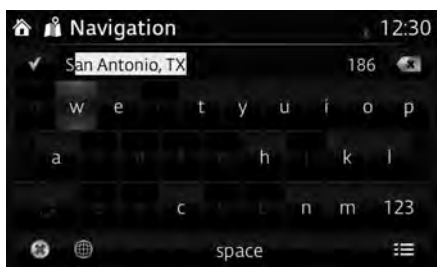 Navigation 12:30
San Antonio, TX 186
w e t y u i o p
a h k l
c n m 123
space